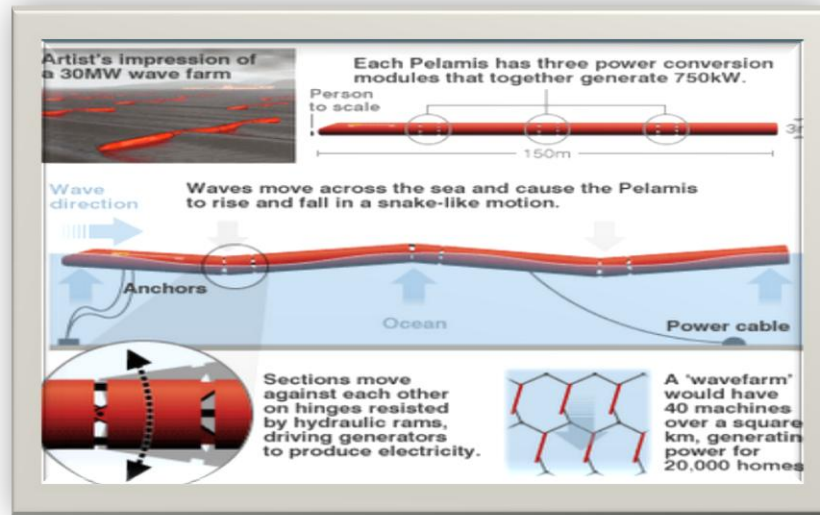 Artist's impression of
a 30MW wave farm
Each Pelamis has three power conversion
modules that together generate 750kW.
Person
to scale
150m
Wave
direction
Waves move across the sea and cause the Pelamis
to rise and fall in a snake-like motion.
Anchors
Ocean
Power cable
Sections move
against each other
on hinges resisted
by hydraulic rams,
driving generators
to produce electricity.
A 'wavefarm'
would have
40 machines
over a square
km, generatin
power for
20,000 homes